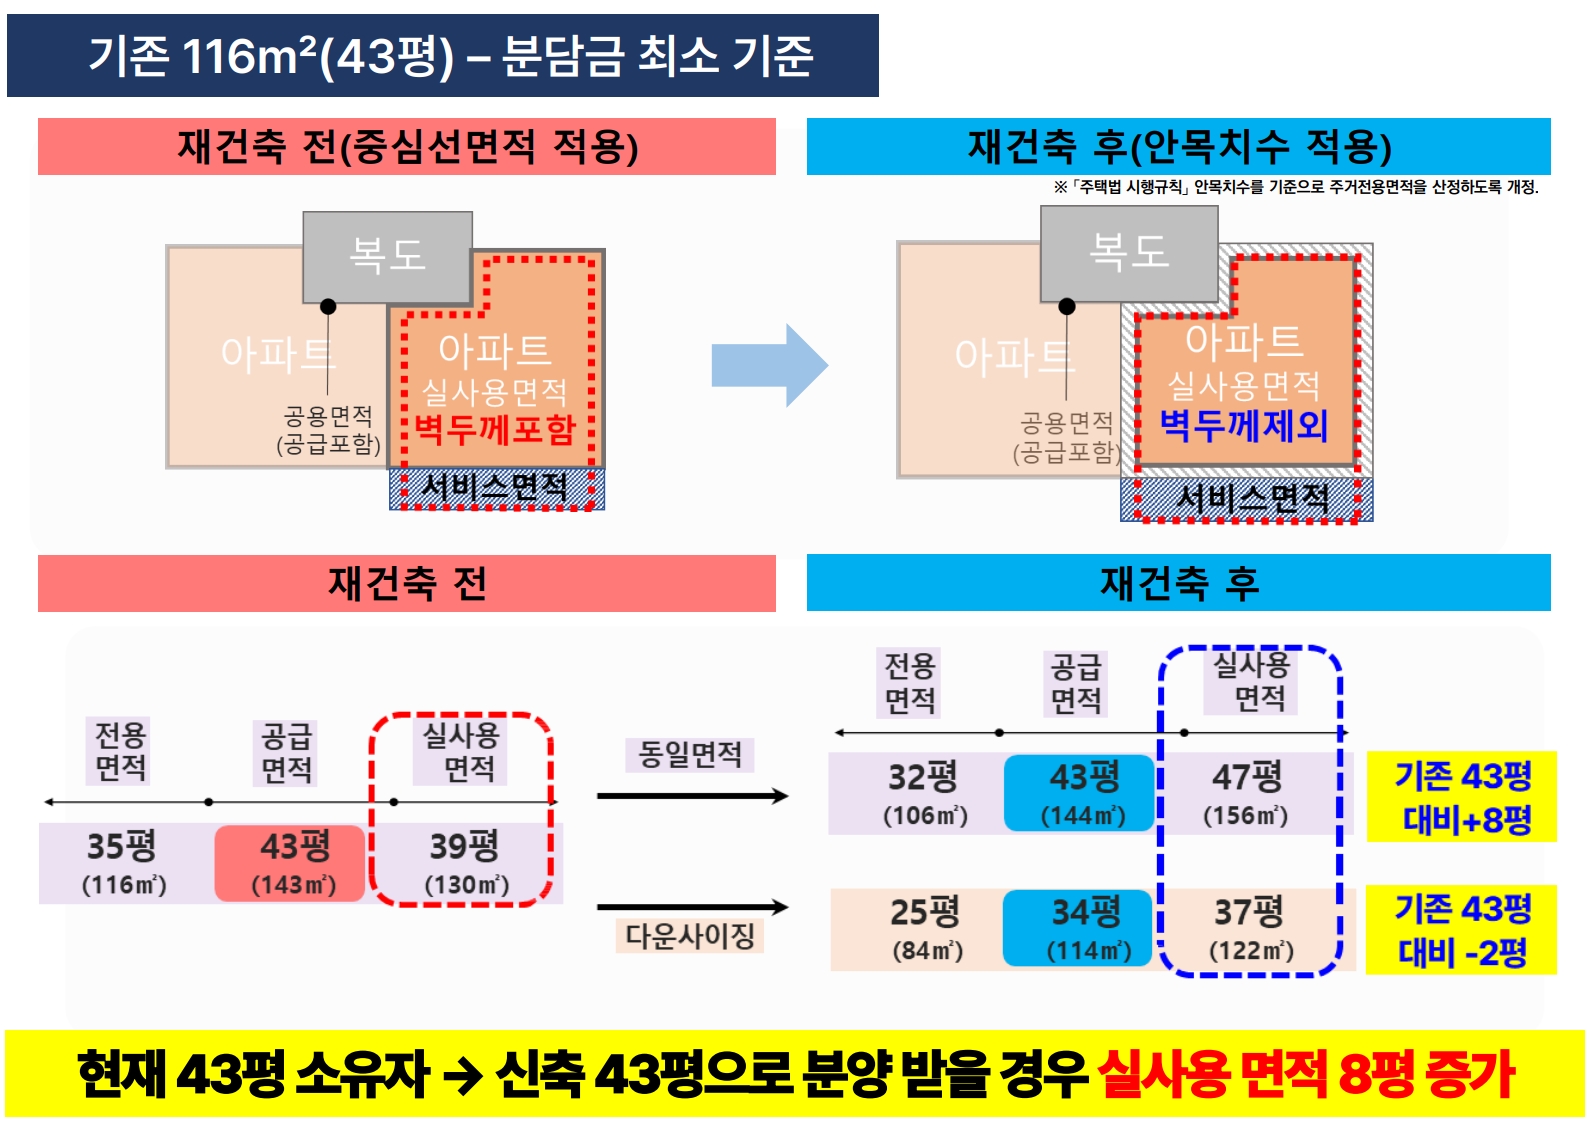 기존 116m²(43평) – 분담금 최소 기준
재건축 전(중심선면적 적용)
재건축 후(안목치수 적용)
※ 「주택법 시행규칙」 안목치수를 기준으로 주거전용면적을 산정하도록 개정.
복도
아파트
아파트
실사용면적
벽두께포함
공용면적
(공급포함)
서비스면적
복도
아파트
아파트
실사용면적
벽두께제외
공용면적
(공급포함)
서비스면적
재건축 전
재건축 후
전용
면적
공급
면적
실사용
면적
35평
(116㎡)
43평
(143㎡)
39평
(130㎡)
동일면적
다운사이징
전용
면적
공급
면적
실사용
면적
32평
(106㎡)
43평
(144㎡)
47평
(156㎡)
기존 43평
대비+8평
25평
(84㎡)
34평
(114㎡)
37평
(122㎡)
기존 43평
대비 -2평
현재 43평 소유자 → 신축 43평으로 분양 받을 경우 실사용 면적 8평 증가